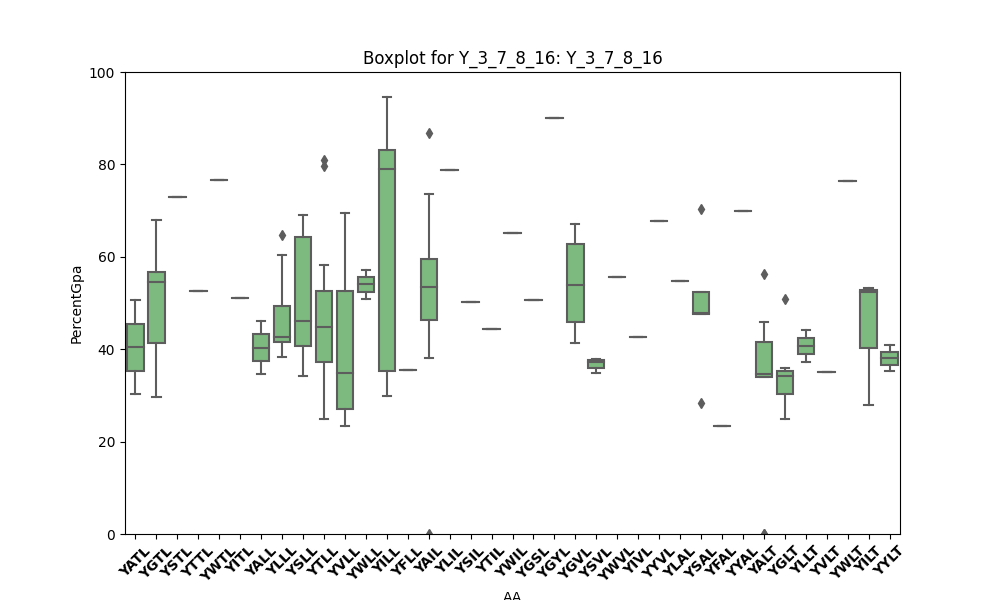 Boxplot for Y_3_7_8_16: Y_3_7_8_16
100
80
60
40
20
0
PercentGpa
YATL YGTL YSTL YTTL YWTL YITL YALL YLLL YSLL YTLL YVLL YWLL YILL YFLL YAIL YLIL YSIL YTIL YWIL YGSL YGYL YGVL YSVL YWVL YIVL YYVL YLAL YSAL YFAL YYAL YALT YGLT YLLT YVLT YWLT YILT YYLT
AA